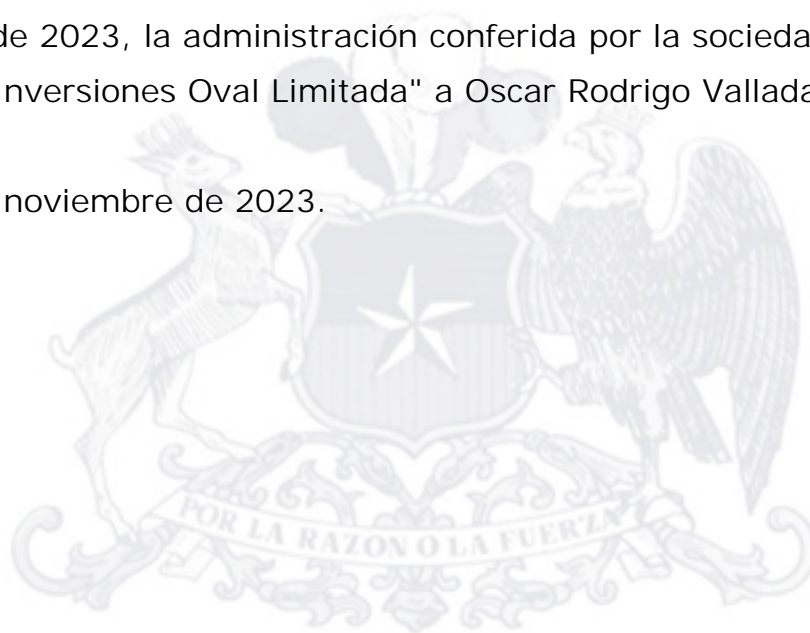 de 2023, la administración conferida por la socieda
nversiones Oval Limitada" a Oscar Rodrigo Vallada
noviembre de 2023.
POR LA RAZON O LA FUERZA